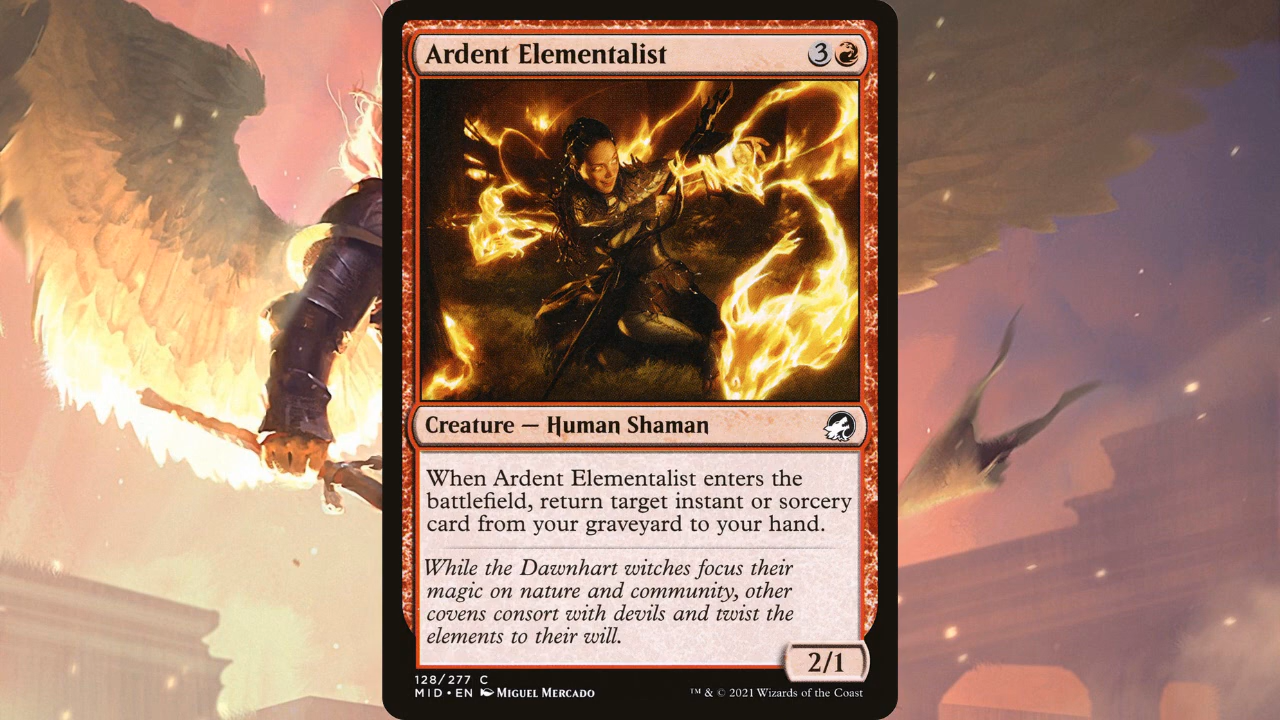 Ardent Elementalist 3
Creature — Human Shaman
When Ardent Elementalist enters the
battlefield, return target instant or sorcery
card from your graveyard to your hand.
While the Dawnhart witches focus their
magic on nature and community, other
covens consort with devils and twist the
elements to their will.
2/1
128/277 C
MID • EN Miguel Mercado
™ & © 2021 Wizards of the Coast